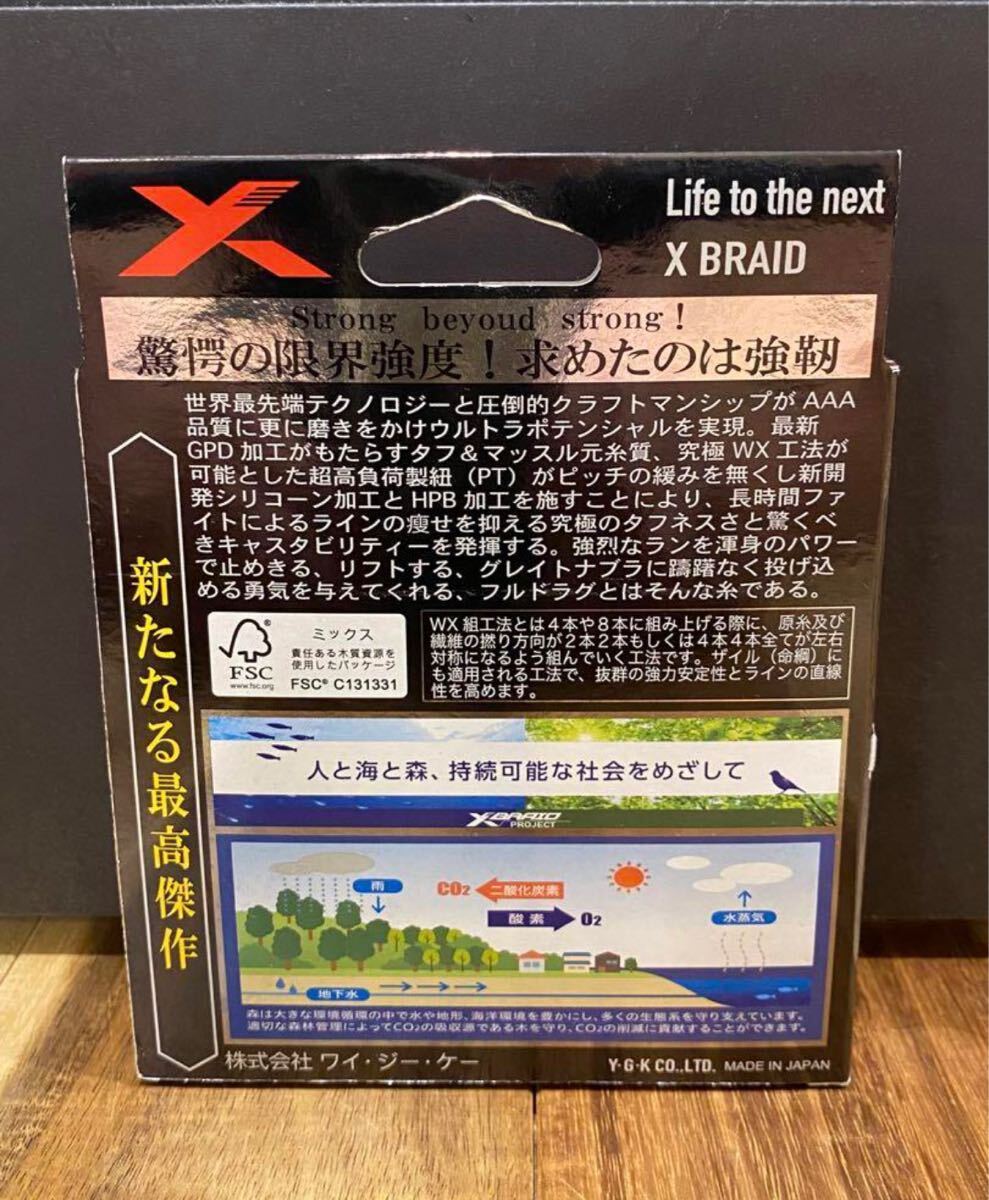 Life to the next
X BRAID
Strong beyoud strong!
驚愕の限界強度！求めたのは強靭
世界最先端テクノロジーと圧倒的クラフトマンシップが AAA
品質に更に磨きをかけウルトラポテンシャルを実現。最新
GPD 加工がもたらすタフ＆マッスル元糸質、究極 WX 工法が
可能とした超高負荷製紐（PT）がピッチの緩みを無くし新開
発シリコーン加工と HPB 加工を施すことにより、長時間ファ
イトによるラインの痩せを抑える究極のタフネスさと驚くべ
きキャスタビリティーを発揮する。強烈なランを渾身のパワー
で止めきる、リフトする、グレイトナブラに躊躇なく投げ込
める勇気を与えてくれる、フルドラグとはそんな糸である。
新たなる最高傑作
FSC
www.fsc.org
ミックス
責任ある木質資源を
使用したパッケージ
FSC® C131331
WX 組工法とは４本や８本に組み上げる際に、原糸及び
繊維の撚り方向が２本２本もしくは４本４本全てが左右
対称になるよう組んでいく工法です。ザイル（命綱）に
も適用される工法で、抜群の強力安定性とラインの直線
性を高めます。
人と海と森、持続可能な社会をめざして
X BRAID
PROJECT
雨
CO2
二酸化炭素
酸素
O2
水蒸気
地下水
森は大きな環境循環の中で水や地形、海洋環境を豊かにし、多くの生態系を守り支えています。
適切な森林管理によってCO₂の吸収源である木を守り、CO₂の削減に貢献することができます。
株式会社 ワイ・ジー・ケー
Y・G・K CO.,LTD. MADE IN JAPAN